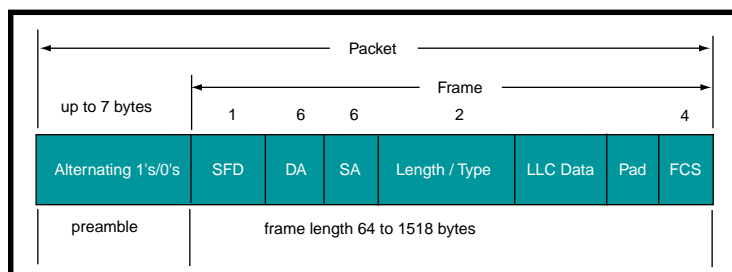 Packet
Frame
up to 7 bytes
1 6 6 2 4
Alternating 1's/0's SFD DA SA Length / Type LLC Data Pad FCS
preamble frame length 64 to 1518 bytes